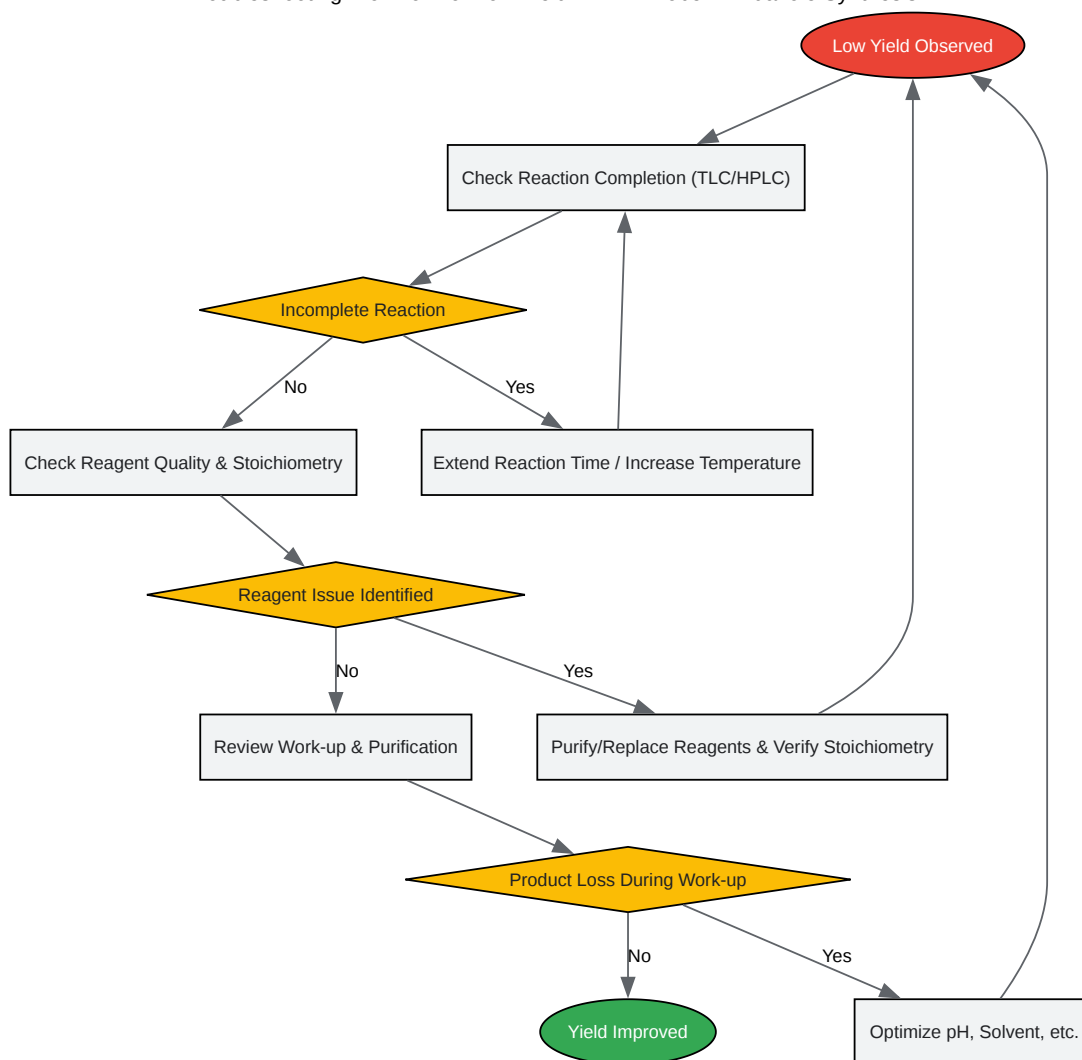 Low Yield Observed
Check Reaction Completion (TLC/HPLC)
Incomplete Reaction
No
Yes
Check Reagent Quality & Stoichiometry
Extend Reaction Time / Increase Temperature
Reagent Issue Identified
No
Yes
Review Work-up & Purification
Purify/Replace Reagents & Verify Stoichiometry
Product Loss During Work-up
No
Yes
Yield Improved
Optimize pH, Solvent, etc.